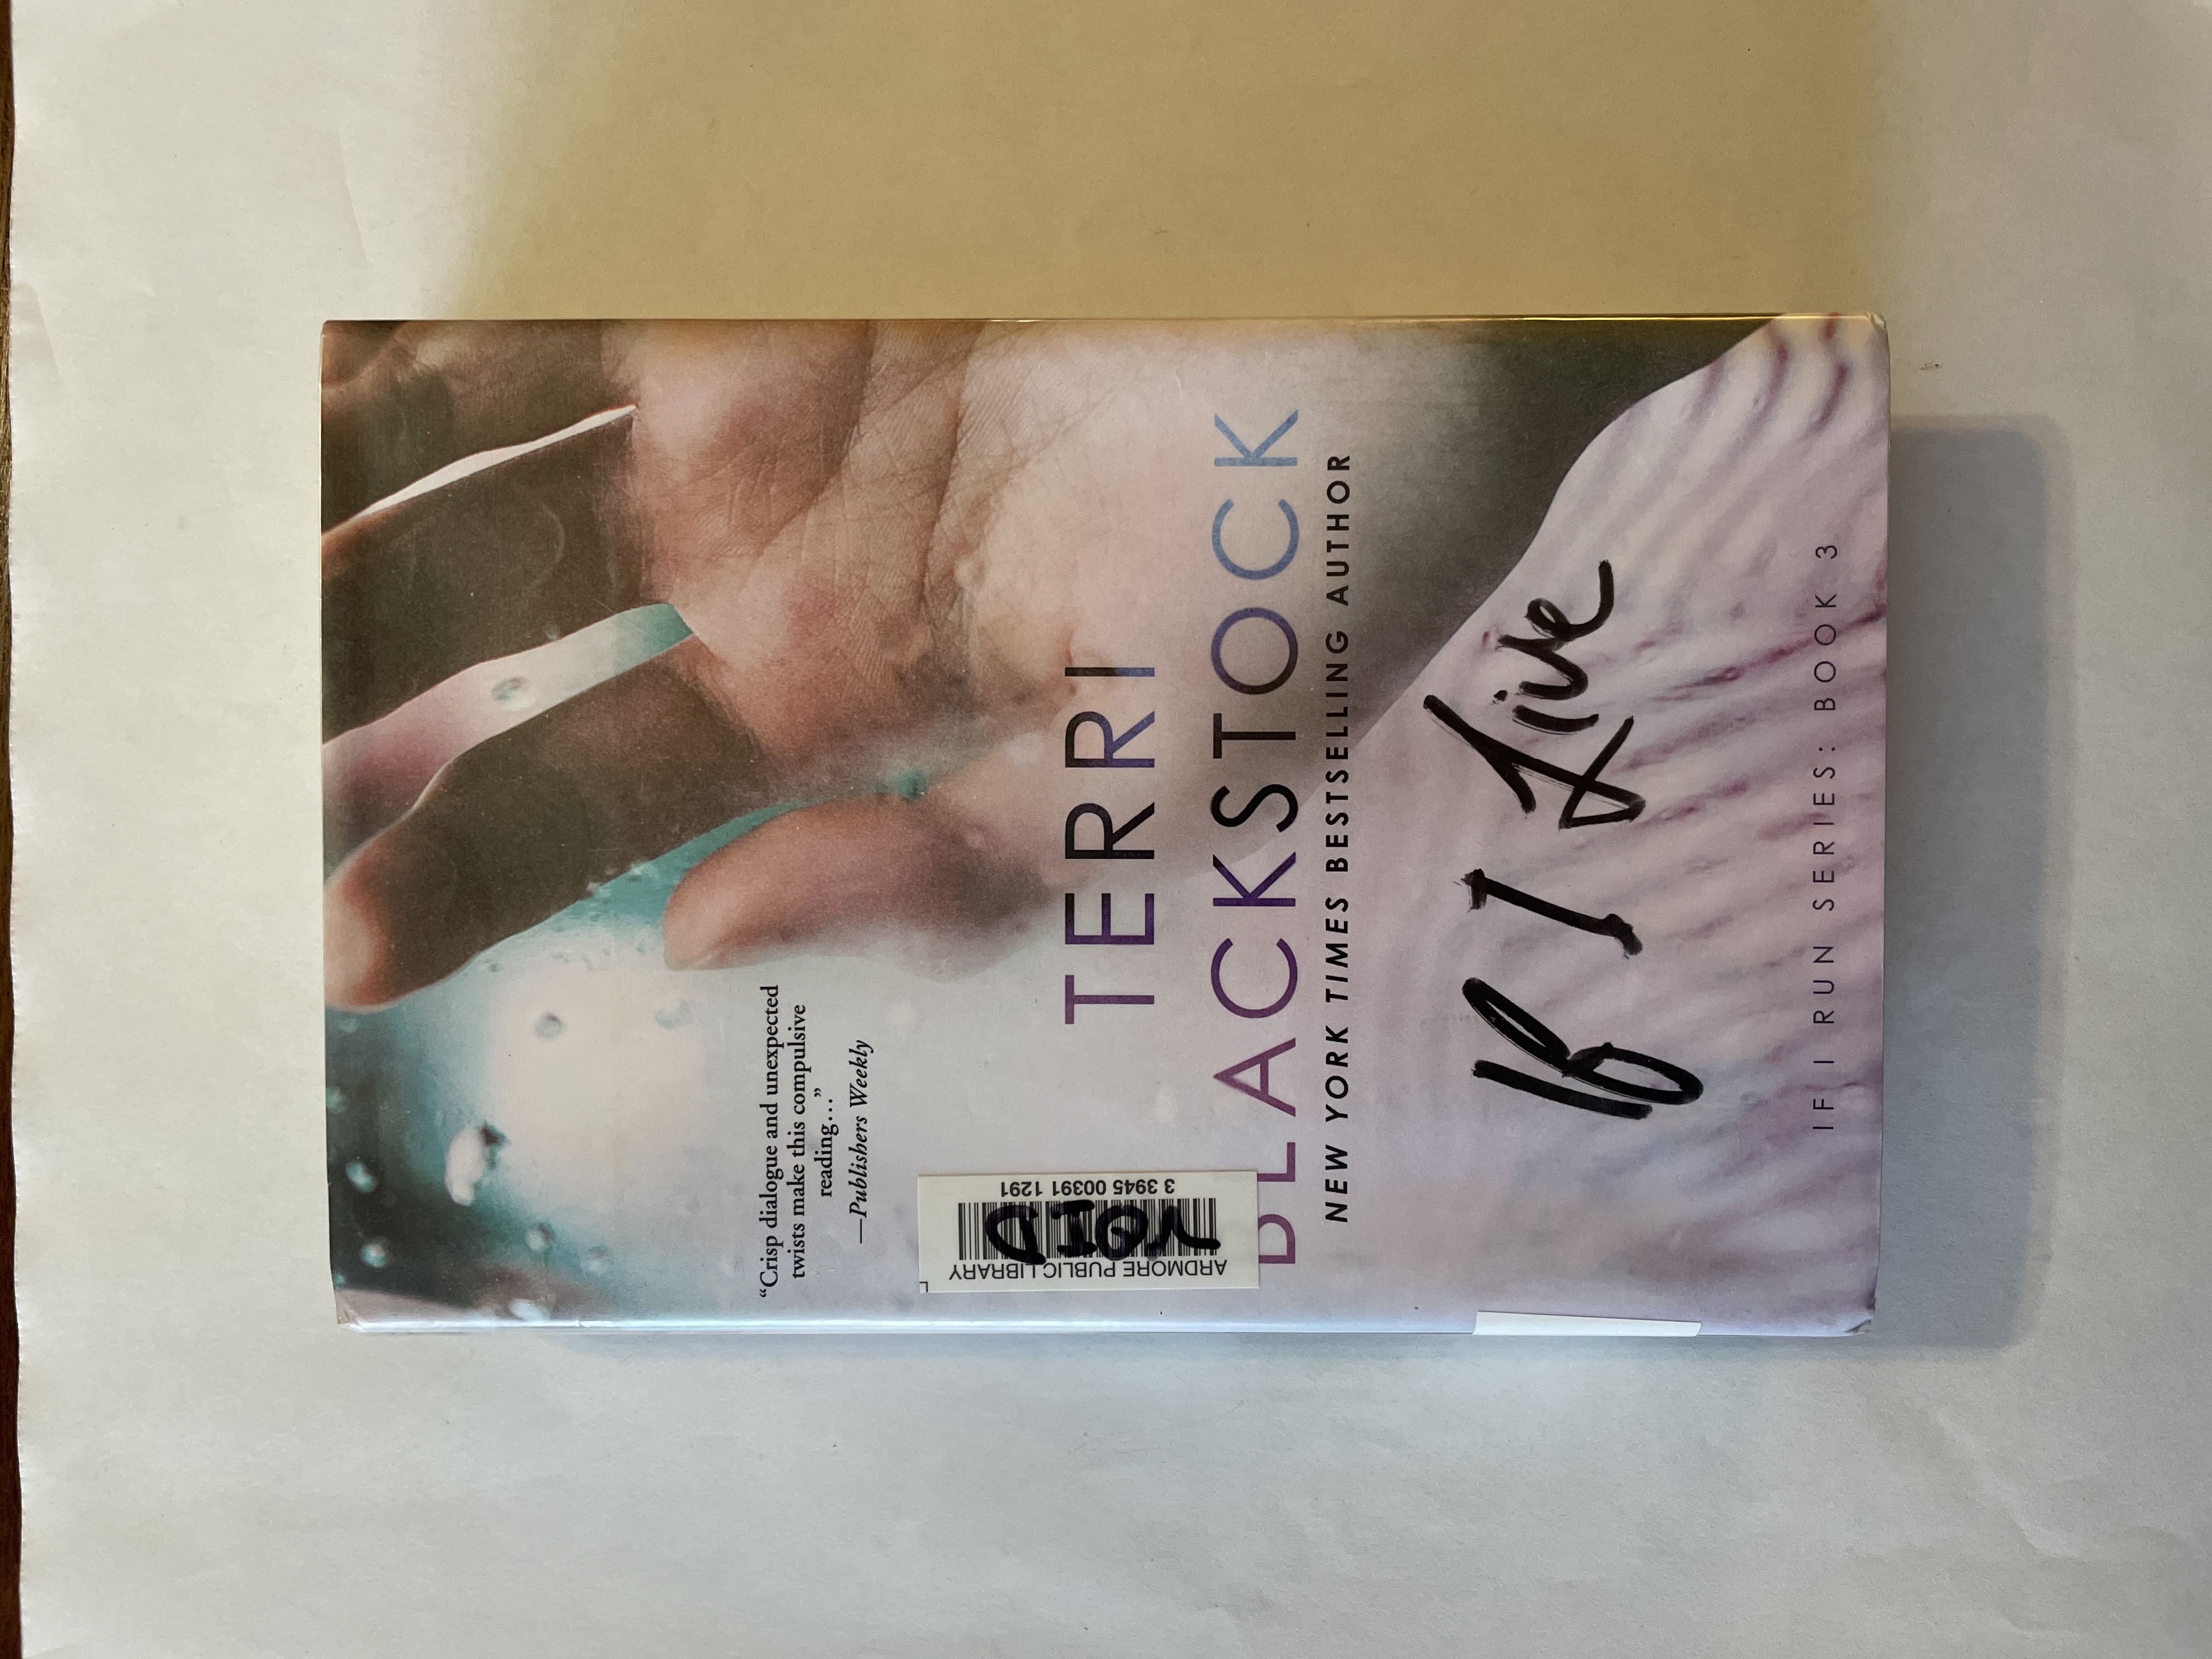 “Crisp dialogue and unexpected
twists make this compulsive
reading…”
—Publishers Weekly
ARDMORE PUBLIC LIBRARY
VOID
3 3945 00391 1291
TERRI
BLACKSTOCK
NEW YORK TIMES BESTSELLING AUTHOR
If I Live
IF I RUN SERIES: BOOK 3